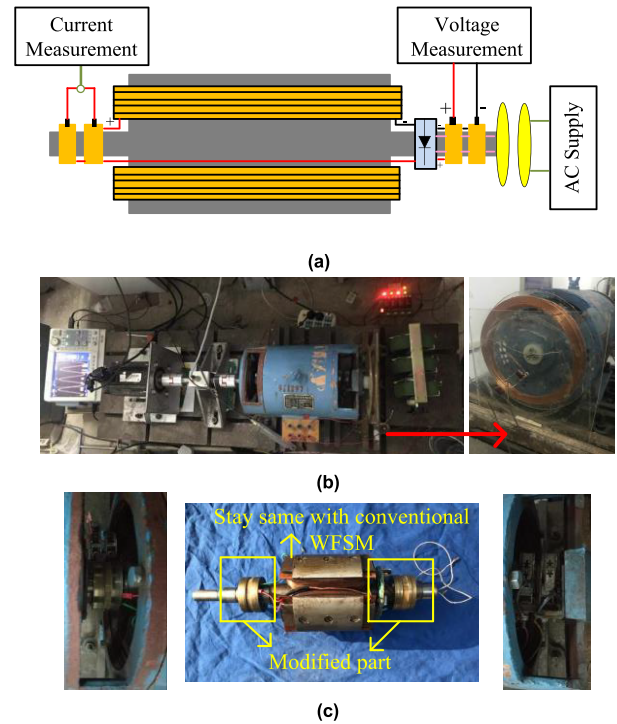 Current
Measurement
Voltage
Measurement
+
-
-
+
+
-
AC Supply
(a)
(b)
Stay same with conventional
WFSM
Modified part
(c)